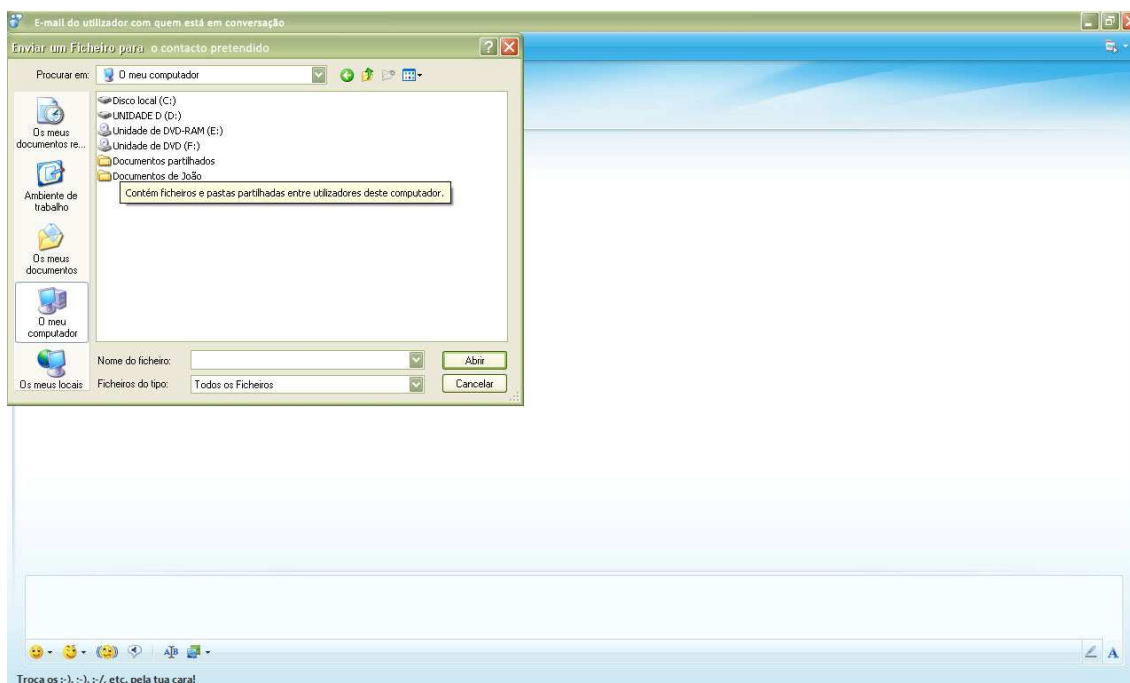 E-mail do utilizador com quem está em conversação
Enviar um Ficheiro para o contacto pretendido
Procurar em:
O meu computador
Os meus documentos re...
Ambiente de trabalho
Os meus documentos
O meu computador
Os meus locais
Disco local (C:)
UNIDADE D (D:)
Unidade de DVD-RAM (E:)
Unidade de DVD (F:)
Documentos partilhados
Documentos de João
Contém ficheiros e pastas partilhadas entre utilizadores deste computador.
Nome do ficheiro:
Abrir
Ficheiros do tipo:
Todos os Ficheiros
Cancelar
Troca os :-), ;-), :-/, etc. pela tua cara!